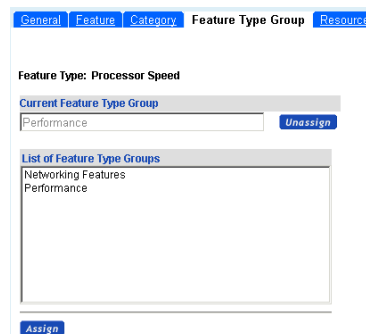 General Feature Category Feature Type Group Resource
Feature Type: Processor Speed
Current Feature Type Group
Performance Unassign
List of Feature Type Groups
Networking Features
Performance
Assign